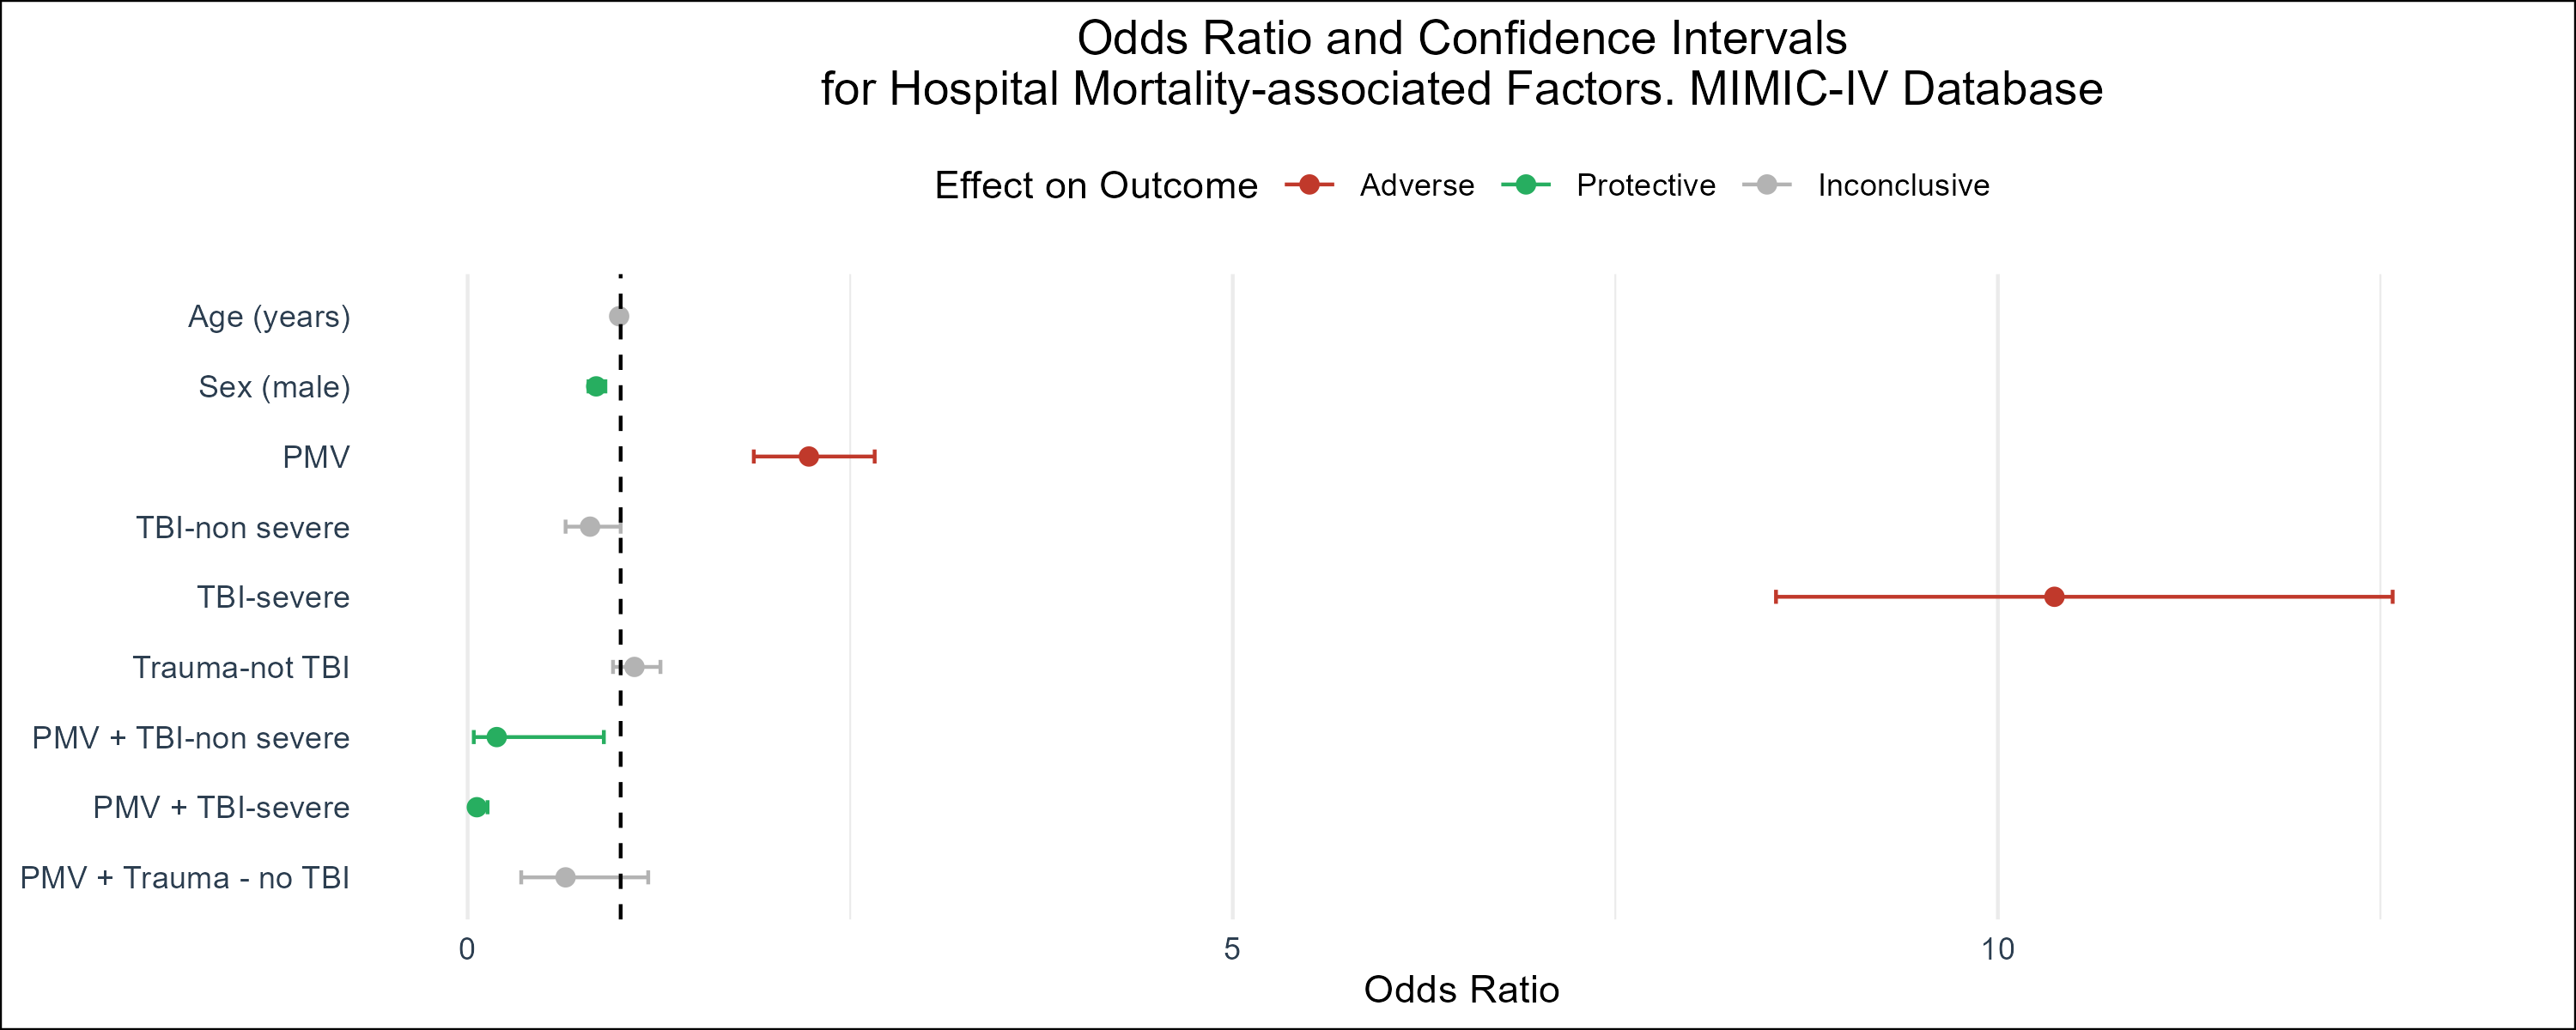 Odds Ratio and Confidence Intervals
for Hospital Mortality-associated Factors. MIMIC-IV Database
Effect on Outcome Adverse Protective Inconclusive
Age (years)
Sex (male)
PMV
TBI-non severe
TBI-severe
Trauma-not TBI
PMV + TBI-non severe
PMV + TBI-severe
PMV + Trauma - no TBI
0 5 10
Odds Ratio